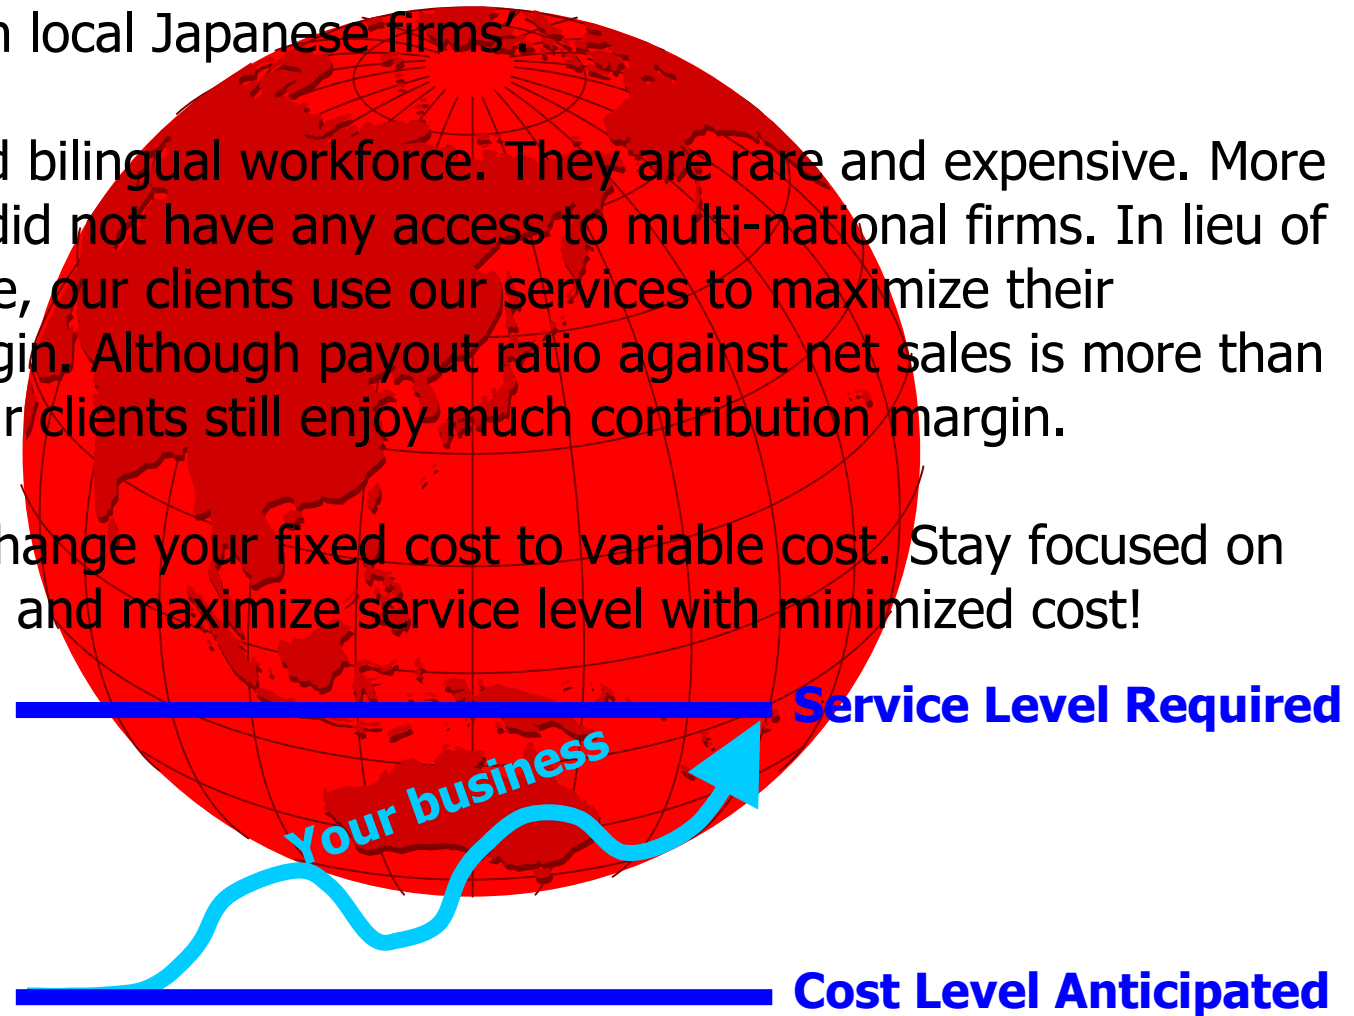 n local Japanese firms’.
d bilingual workforce. They are rare and expensive. More
did not have any access to multi-national firms. In lieu of
e, our clients use our services to maximize their
gin. Although payout ratio against net sales is more than
r clients still enjoy much contribution margin.
hange your fixed cost to variable cost. Stay focused on
and maximize service level with minimized cost!
Service Level Required
Your business
Cost Level Anticipated